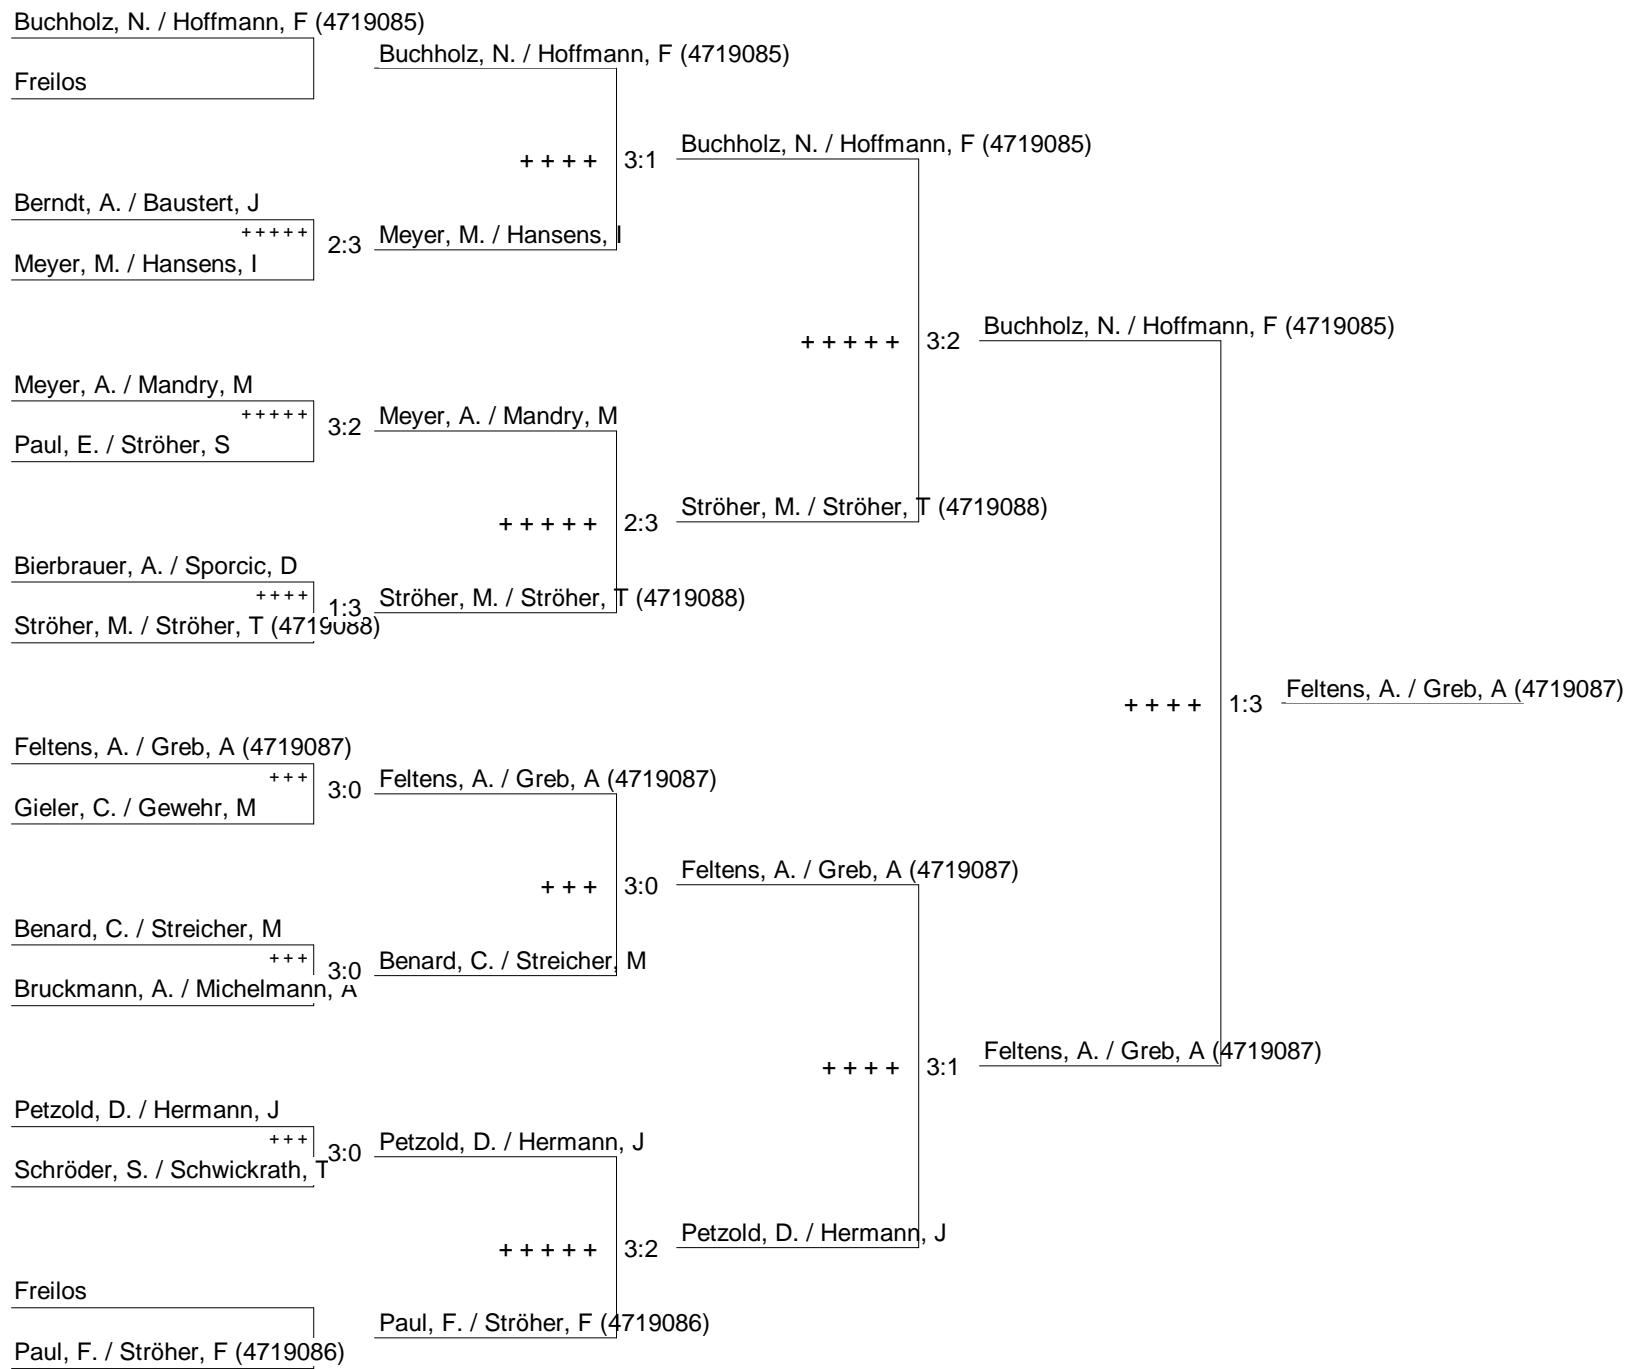 Buchholz, N. / Hoffmann, F (4719085)
Freilos
Berndt, A. / Baustert, J
+++++
2:3
Meyer, M. / Hansens, I
Meyer, A. / Mandry, M
+++++
3:2
Paul, E. / Ströher, S
Bierbrauer, A. / Sporcic, D
++++
1:3
Ströher, M. / Ströher, T (4719088)
Feltens, A. / Greb, A (4719087)
+++
3:0
Gieler, C. / Gewehr, M
Benard, C. / Streicher, M
+++
3:0
Bruckmann, A. / Michelmann, A
Petzold, D. / Hermann, J
+++
3:0
Schröder, S. / Schwickrath, T
Freilos
Paul, F. / Ströher, F (4719086)
Buchholz, N. / Hoffmann, F (4719085)
+ + + +
3:1
Meyer, M. / Hansens, I
Meyer, A. / Mandry, M
+ + + + +
2:3
Ströher, M. / Ströher, T (4719088)
Feltens, A. / Greb, A (4719087)
+ + +
3:0
Benard, C. / Streicher, M
Petzold, D. / Hermann, J
+ + + + +
3:2
Paul, F. / Ströher, F (4719086)
Buchholz, N. / Hoffmann, F (4719085)
+ + + + +
3:2
Ströher, M. / Ströher, T (4719088)
Feltens, A. / Greb, A (4719087)
+ + + +
3:1
Petzold, D. / Hermann, J
Buchholz, N. / Hoffmann, F (4719085)
+ + + +
1:3
Feltens, A. / Greb, A (4719087)
Feltens, A. / Greb, A (4719087)